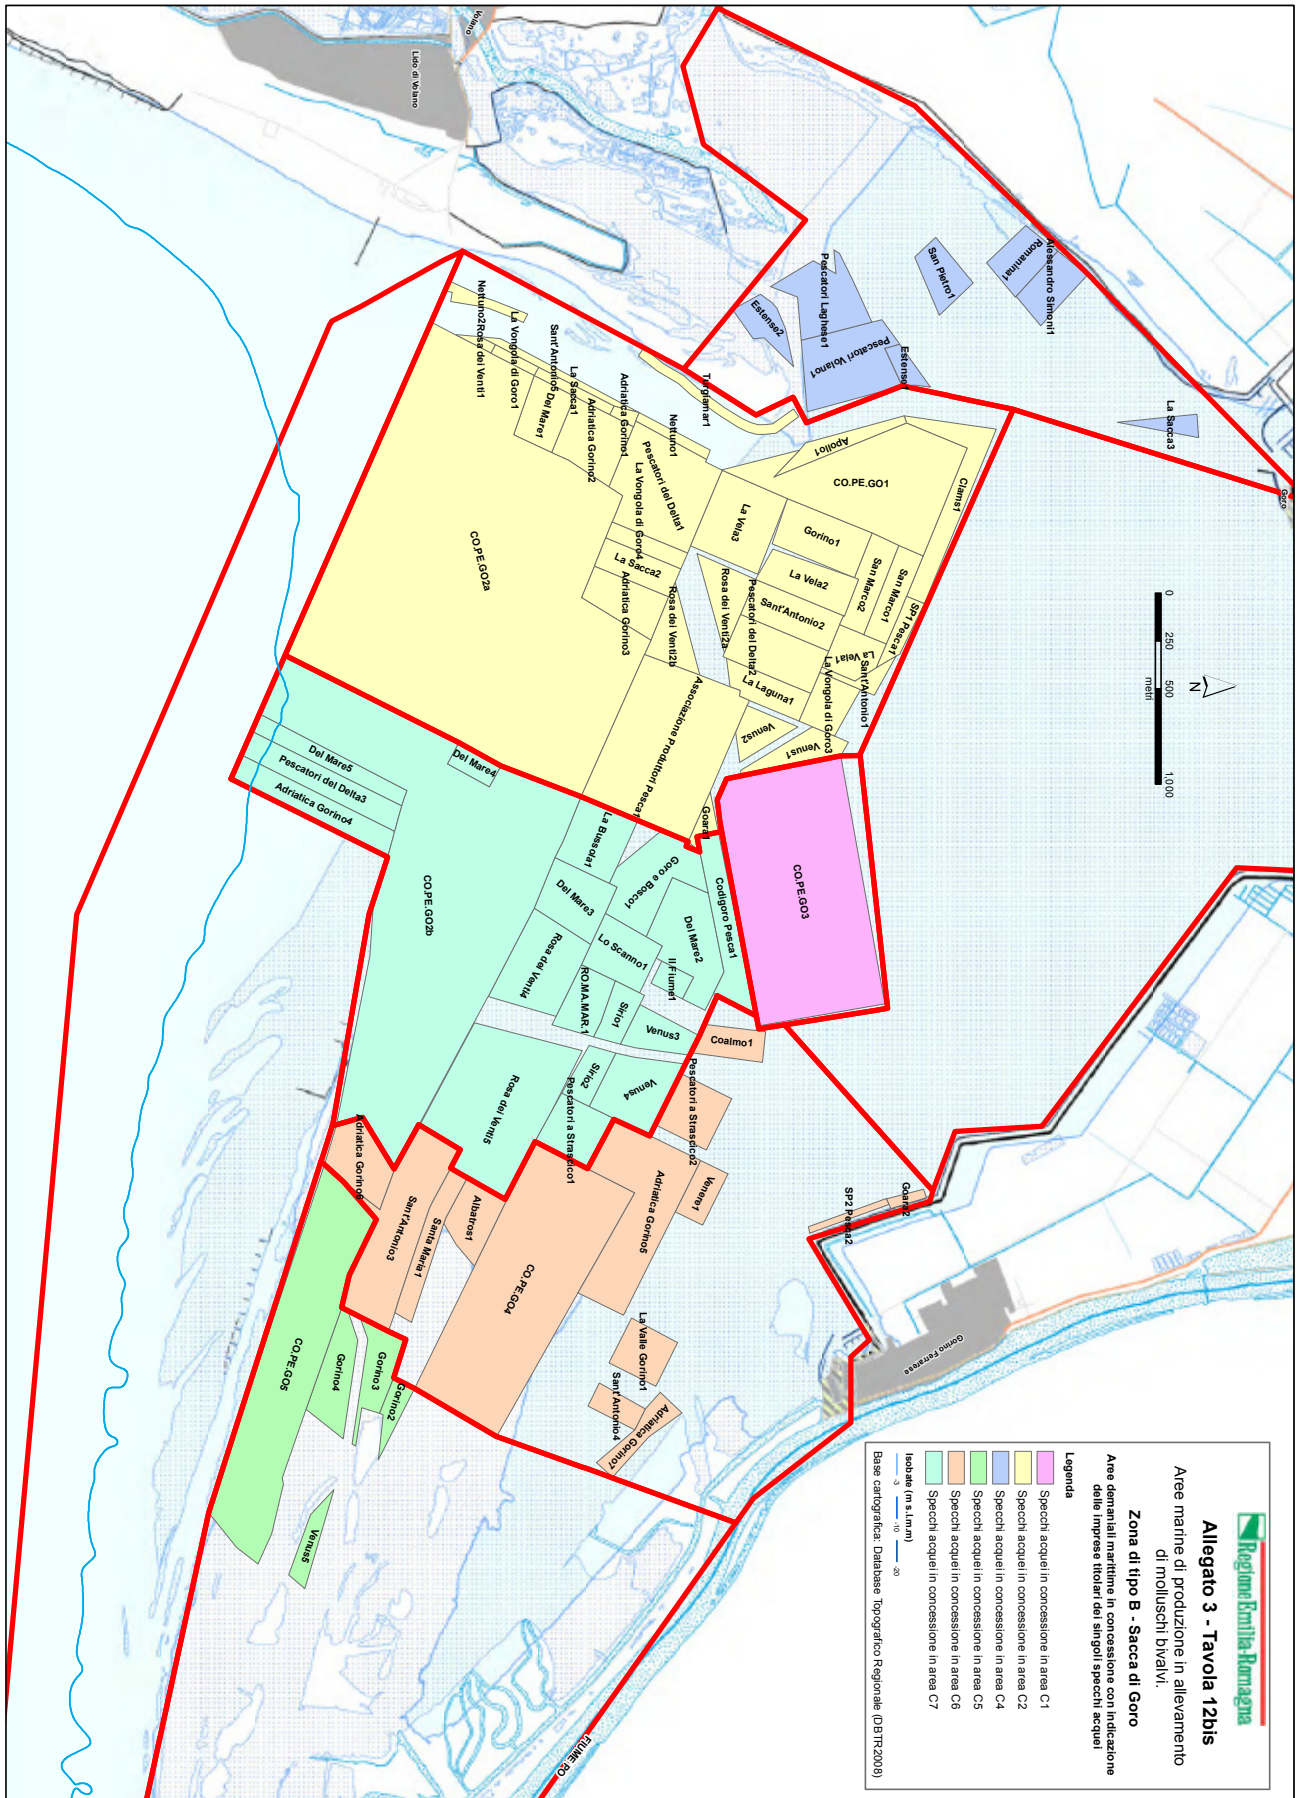 Regione Emilia-Romagna
Allegato 3 - Tavola 12bis
Aree marine di produzione in allevamento
di molluschi bivalvi.
Zona di tipo B - Sacca di Goro
Aree demaniali marittime in concessione con indicazione
delle imprese titolari dei singoli specchi acquei
Legenda
Specchi acquei in concessione in area C1
Specchi acquei in concessione in area C2
Specchi acquei in concessione in area C4
Specchi acquei in concessione in area C5
Specchi acquei in concessione in area C6
Specchi acquei in concessione in area C7
Isobate (m s.l.m.m)
-3 -10 -20
Base cartografica: Database Topografico Regionale (DBTR2008)
N
0 250 500 1.000
metri
Volano
Lido di Volano
Goro
Gorino Ferrarese
FIUME PO
Alessandro Simoni1
Romanina1
San Pietro1
Pescatori Laghese1
Estense2
Pescatori Volano1
La Sacca3
Turgiamar1
Nettuno2
Rosa dei Venti1
La Vongola di Goro1
Sant'Antonio5
Del Mare1
La Sacca1
Adriatica Gorino2
Adriatica Gorino1
Nettuno1
Pescatori del Delta1
La Vongola di Goro4
La Sacca2
Adriatica Gorino3
CO.PE.GO2a
Apollo1
CO.PE.GO1
Clams1
La Vela3
Gorino1
San Marco2
San Marco1
SP1 Pesca1
La Vela2
Sant'Antonio2
Rosa dei Venti2a
Pescatori del Delta2
Rosa dei Venti2b
La Vela1
Sant'Antonio1
La Vongola di Goro3
La Laguna1
Venus2
Venus1
Associazione Produttori Pesca1
Goara1
CO.PE.GO3
Del Mare5
Pescatori del Delta3
Adriatica Gorino4
Del Mare4
CO.PE.GO2b
La Bussola1
Goro e Bosco1
Codigoro Pesca1
Del Mare3
Del Mare2
Lo Scanno1
Il Fiume1
Rosa dei Venti4
RO.MA.MAR.1
Sirio1
Venus3
Coalmo1
Sirio2
Venus4
Rosa dei Venti5
Pescatori a Strascico1
Pescatori a Strascico2
Venere1
Adriatica Gorino5
Goara2
SP2 Pesca2
Adriatica Gorino6
Sant'Antonio3
Santa Maria1
Albatros1
CO.PE.GO4
La Valle Gorino1
Sant'Antonio4
Adriatica Gorino7
CO.PE.GO5
Gorino4
Gorino3
Gorino2
Venus5